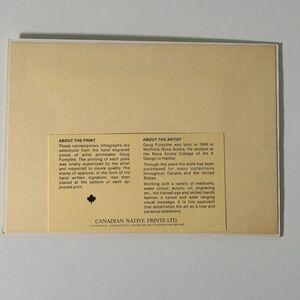 ABOUT THE PRINT
These contemporary lithographs are
selections from the hand engraved
plates of artist printmaker Doug
Forsythe. The printing of each plate
was totally supervised by the artist
and inspected to insure quality. His
stamp of approval, in the form of his
hand written signature, was then
placed at the bottom of each ap-
proved print.
ABOUT THE ARTIST
Doug Forsythe was born in 1945 in
Nova Scotia. He studied at
the Nova Scotia College of Art &
Design in Halifax.
Through the years his work has been
purchased for many collections
throughout Canada and the United
States.
Working with a variety of mediums,
water colour, acrylic, oil, engraving
etc., his trained eye and skilled hands
fashion a varied and wide ranging
visual message. It is this approach
that establishes his art as a true and
personal statement.
CANADIAN NATIVE PRINTS LTD.